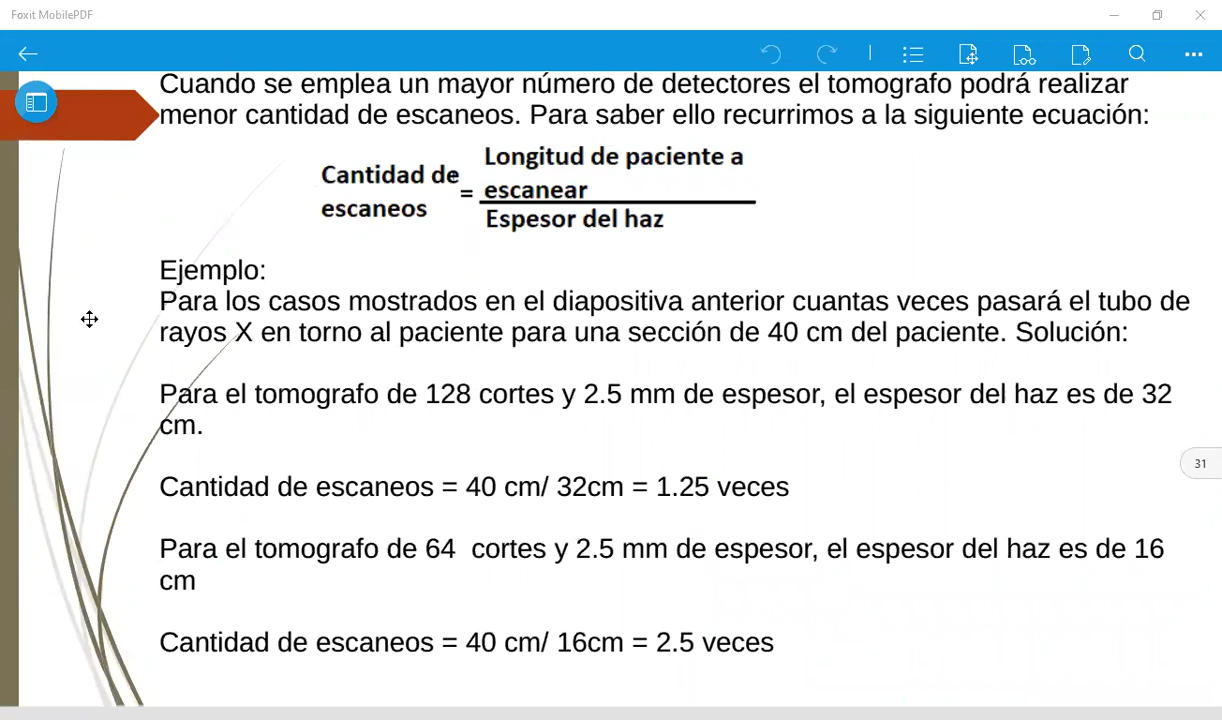 Foxit MobilePDF
Cuando se emplea un mayor número de detectores el tomografo podrá realizar
menor cantidad de escaneos. Para saber ello recurrimos a la siguiente ecuación:
Longitud de paciente a
Cantidad de
= escanear
escaneos
Espesor del haz
Ejemplo:
Para los casos mostrados en el diapositiva anterior cuantas veces pasará el tubo de
rayos X en torno al paciente para una sección de 40 cm del paciente. Solución:
Para el tomografo de 128 cortes y 2.5 mm de espesor, el espesor del haz es de 32
cm.
31
Cantidad de escaneos = 40 cm/ 32cm = 1.25 veces
Para el tomografo de 64  cortes y 2.5 mm de espesor, el espesor del haz es de 16
cm
Cantidad de escaneos = 40 cm/ 16cm = 2.5 veces